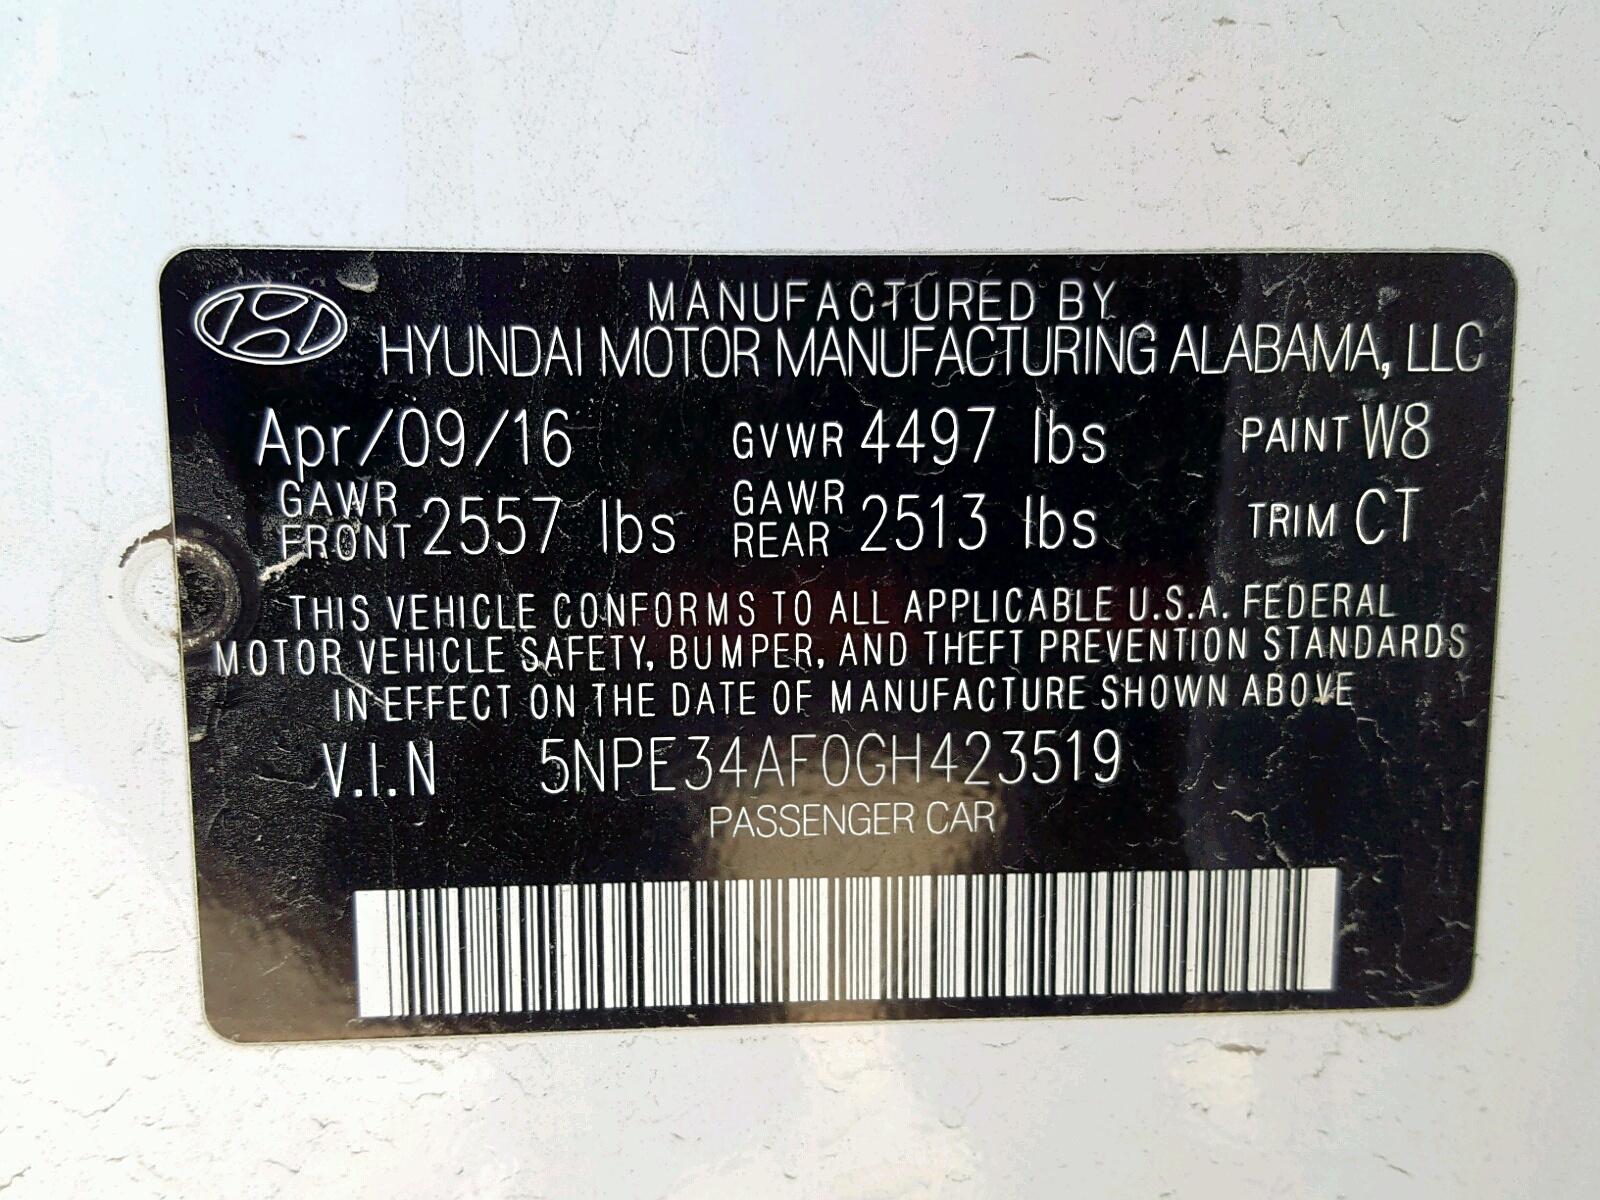 MANUFACTURED BY
HYUNDAI MOTOR MANUFACTURING ALABAMA, LLC
Apr/09/16 GVWR 4497 lbs PAINT W8
GAWR FRONT 2557 lbs GAWR REAR 2513 lbs TRIM CT
THIS VEHICLE CONFORMS TO ALL APPLICABLE U.S.A. FEDERAL
MOTOR VEHICLE SAFETY, BUMPER, AND THEFT PREVENTION STANDARDS
IN EFFECT ON THE DATE OF MANUFACTURE SHOWN ABOVE
V.I.N 5NPE34AF0GH423519
PASSENGER CAR